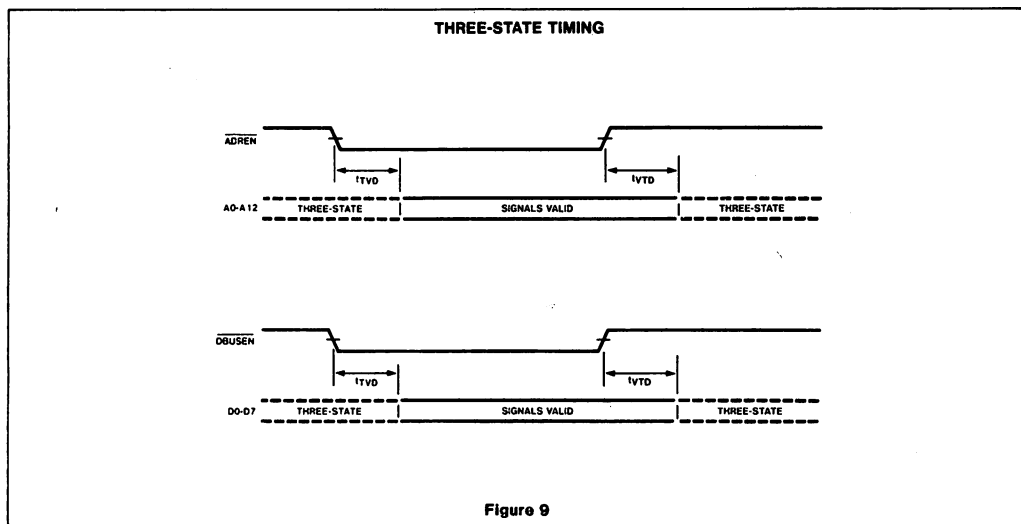 THREE-STATE TIMING
ADREN
tTVD
tVTD
A0-A12 THREE-STATE SIGNALS VALID THREE-STATE
DBUSEN
tTVD
tVTD
D0-D7 THREE-STATE SIGNALS VALID THREE-STATE
Figure 9